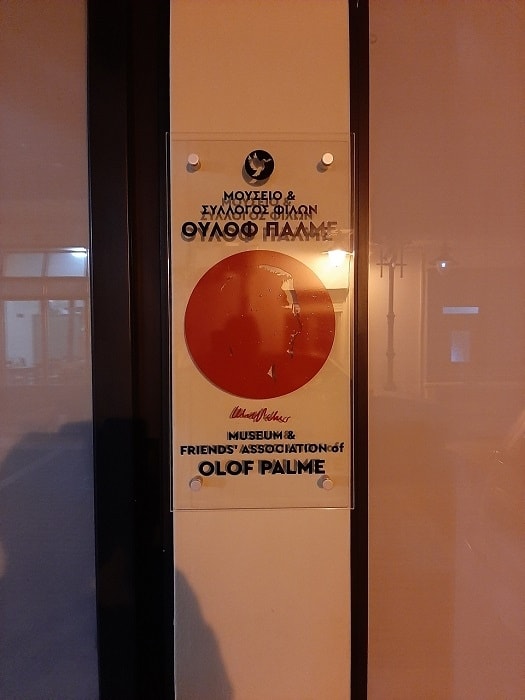 ΜΟΥΣΕΙΟ &
ΣΥΛΛΟΓΟΣ ΦΙΛΩΝ
ΟΥΛΟΦ ΠΑΛΜΕ
MUSEUM &
FRIENDS' ASSOCIATION of
OLOF PALME